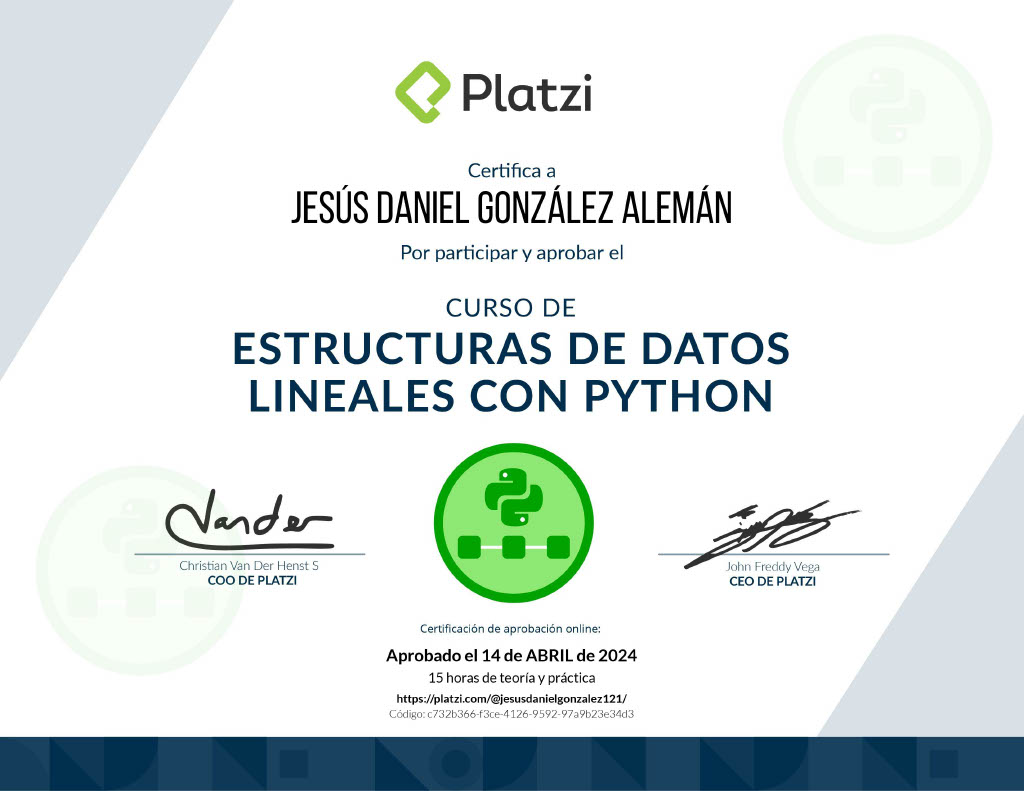 Platzi
Certifica a
JESÚS DANIEL GONZÁLEZ ALEMÁN
Por participar y aprobar el
CURSO DE
ESTRUCTURAS DE DATOS
LINEALES CON PYTHON
Vander
Christian Van Der Henst S
COO DE PLATZI
John Freddy Vega
CEO DE PLATZI
Certificación de aprobación online:
Aprobado el 14 de ABRIL de 2024
15 horas de teoría y práctica
https://platzi.com/@jesusdanielgonzalez121/
Código: c732b366-f3ce-4126-9592-97a9b23e34d3